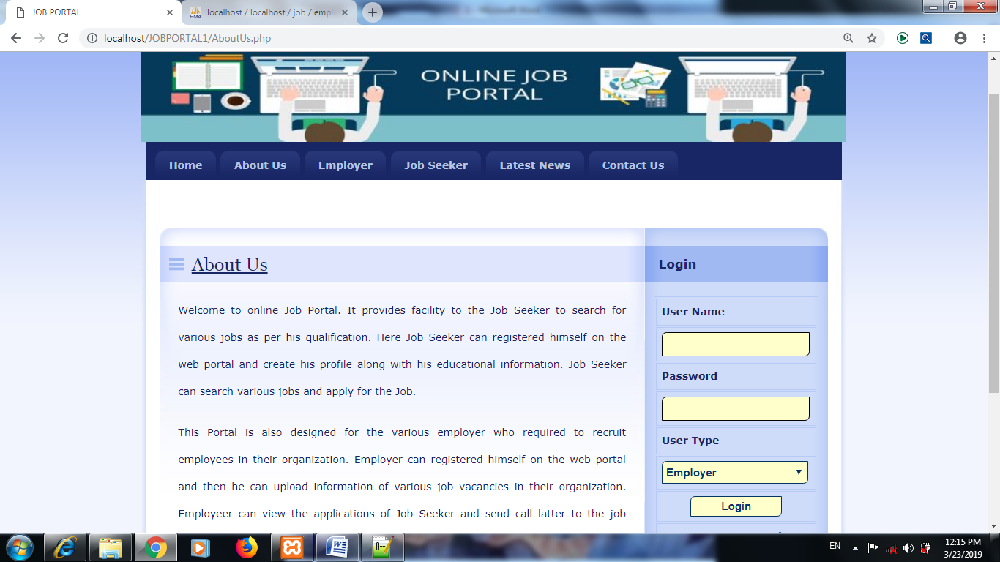 JOB PORTAL
localhost / localhost / job / empl
localhost/JOBPORTAL1/AboutUs.php
ONLINE JOB
PORTAL
Home
About Us
Employer
Job Seeker
Latest News
Contact Us
About Us
Welcome to online Job Portal. It provides facility to the Job Seeker to search for
various jobs as per his qualification. Here Job Seeker can registered himself on the
web portal and create his profile along with his educational information. Job Seeker
can search various jobs and apply for the Job.
This Portal is also designed for the various employer who required to recruit
employees in their organization. Employer can registered himself on the web portal
and then he can upload information of various job vacancies in their organization.
Employeer can view the applications of Job Seeker and send call latter to the job
Login
User Name
Password
User Type
Employer
Login
EN
12:15 PM
3/23/2019